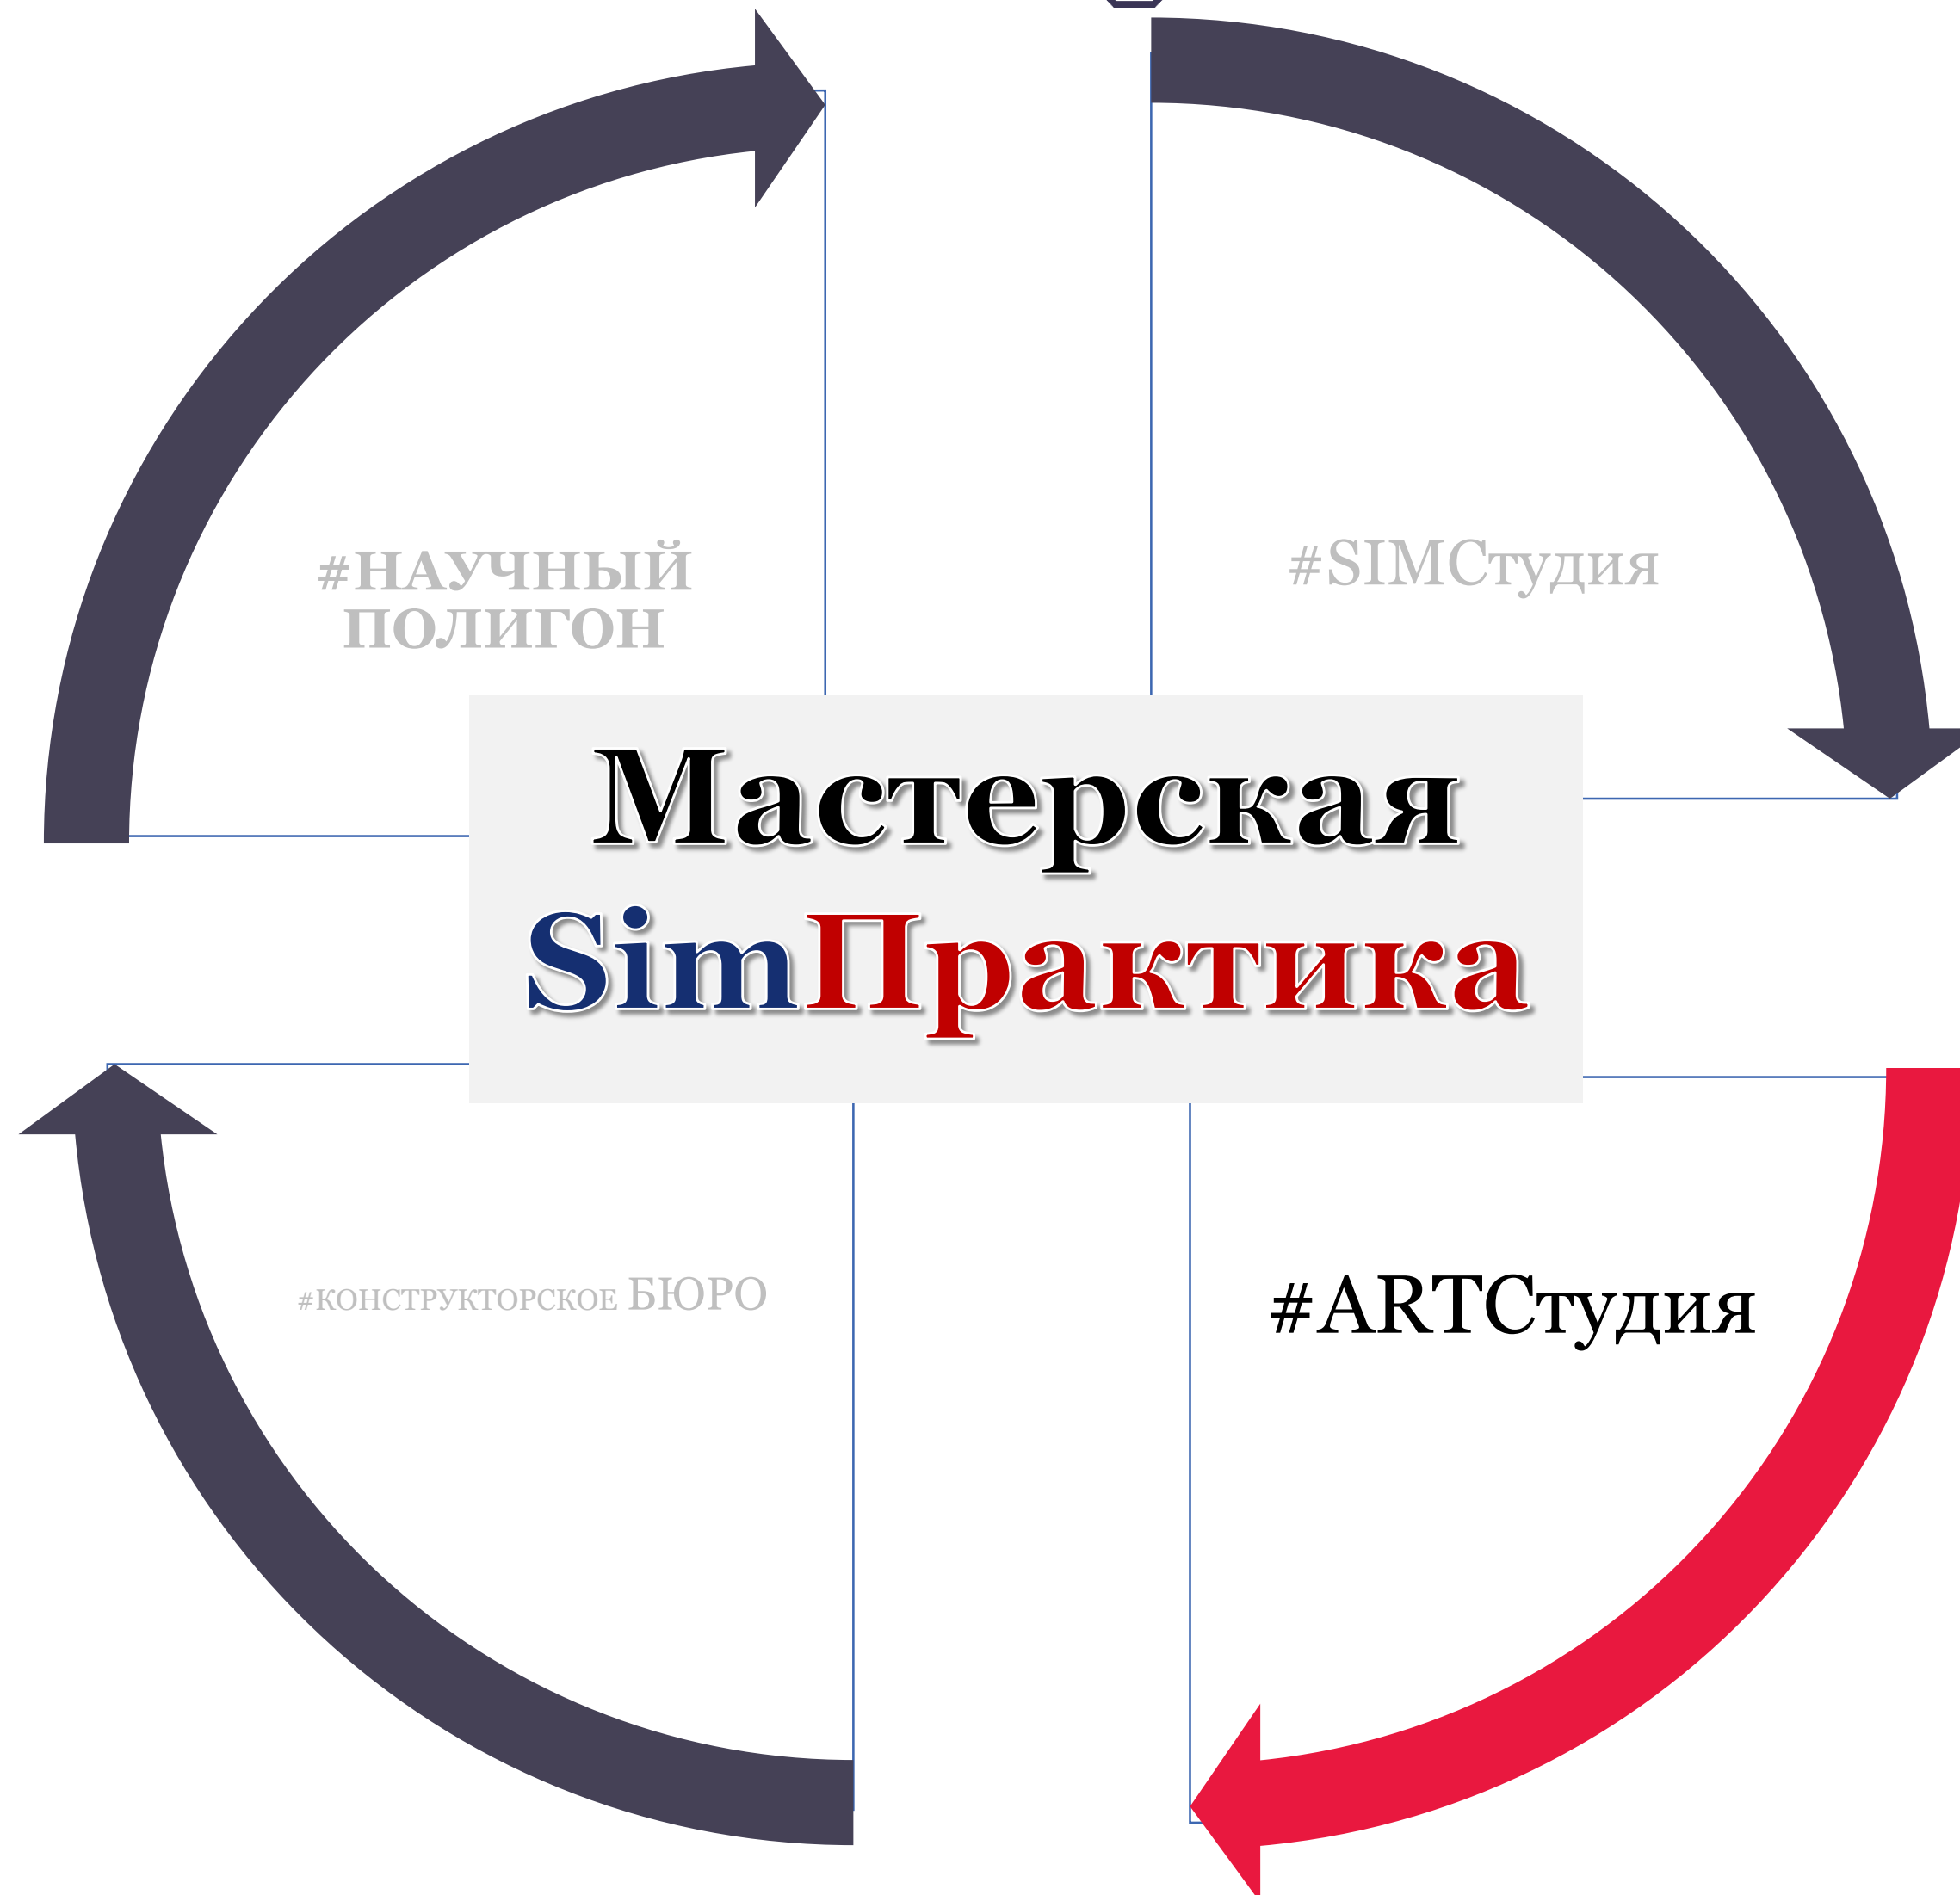 #НАУЧНЫЙ
ПОЛИГОН
#SIMСтудия
Мастерская
SimПрактика
#КОНСТРУКТОРСКОЕ БЮРО
#ARTСтудия